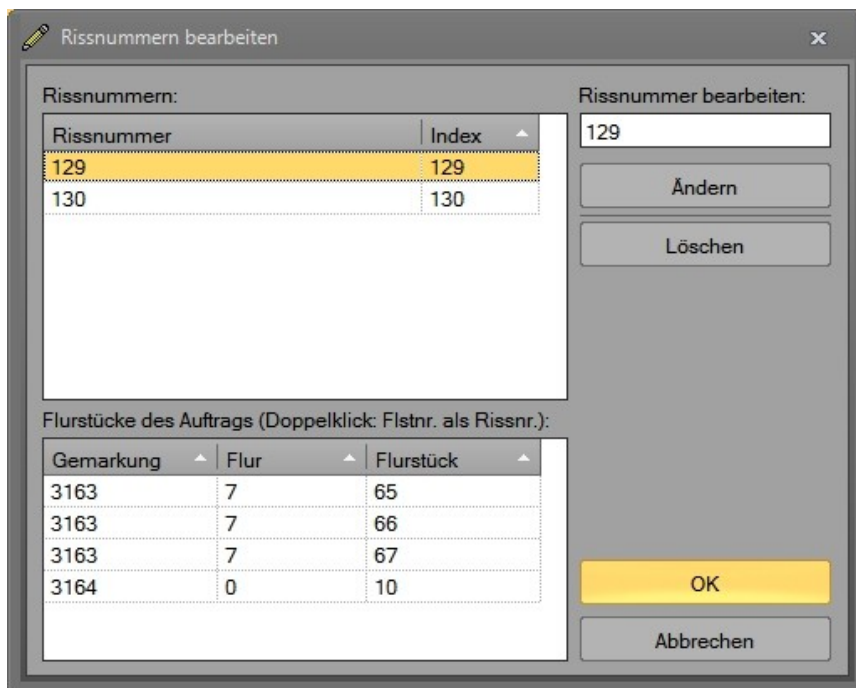 Rissnummern bearbeiten
Rissnummern:
Rissnummer Index
129 129
130 130
Rissnummer bearbeiten:
129
Ändern
Löschen
Flurstücke des Auftrags (Doppelklick: Flstnr. als Rissnr.):
Gemarkung Flur Flurstück
3163 7 65
3163 7 66
3163 7 67
3164 0 10
OK
Abbrechen